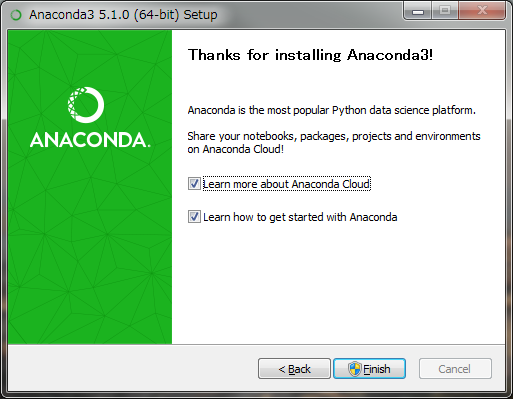 Anaconda3 5.1.0 (64-bit) Setup
Thanks for installing Anaconda3!
ANACONDA.
Anaconda is the most popular Python data science platform.
Share your notebooks, packages, projects and environments
on Anaconda Cloud!
Learn more about Anaconda Cloud
Learn how to get started with Anaconda
< Back
Finish
Cancel